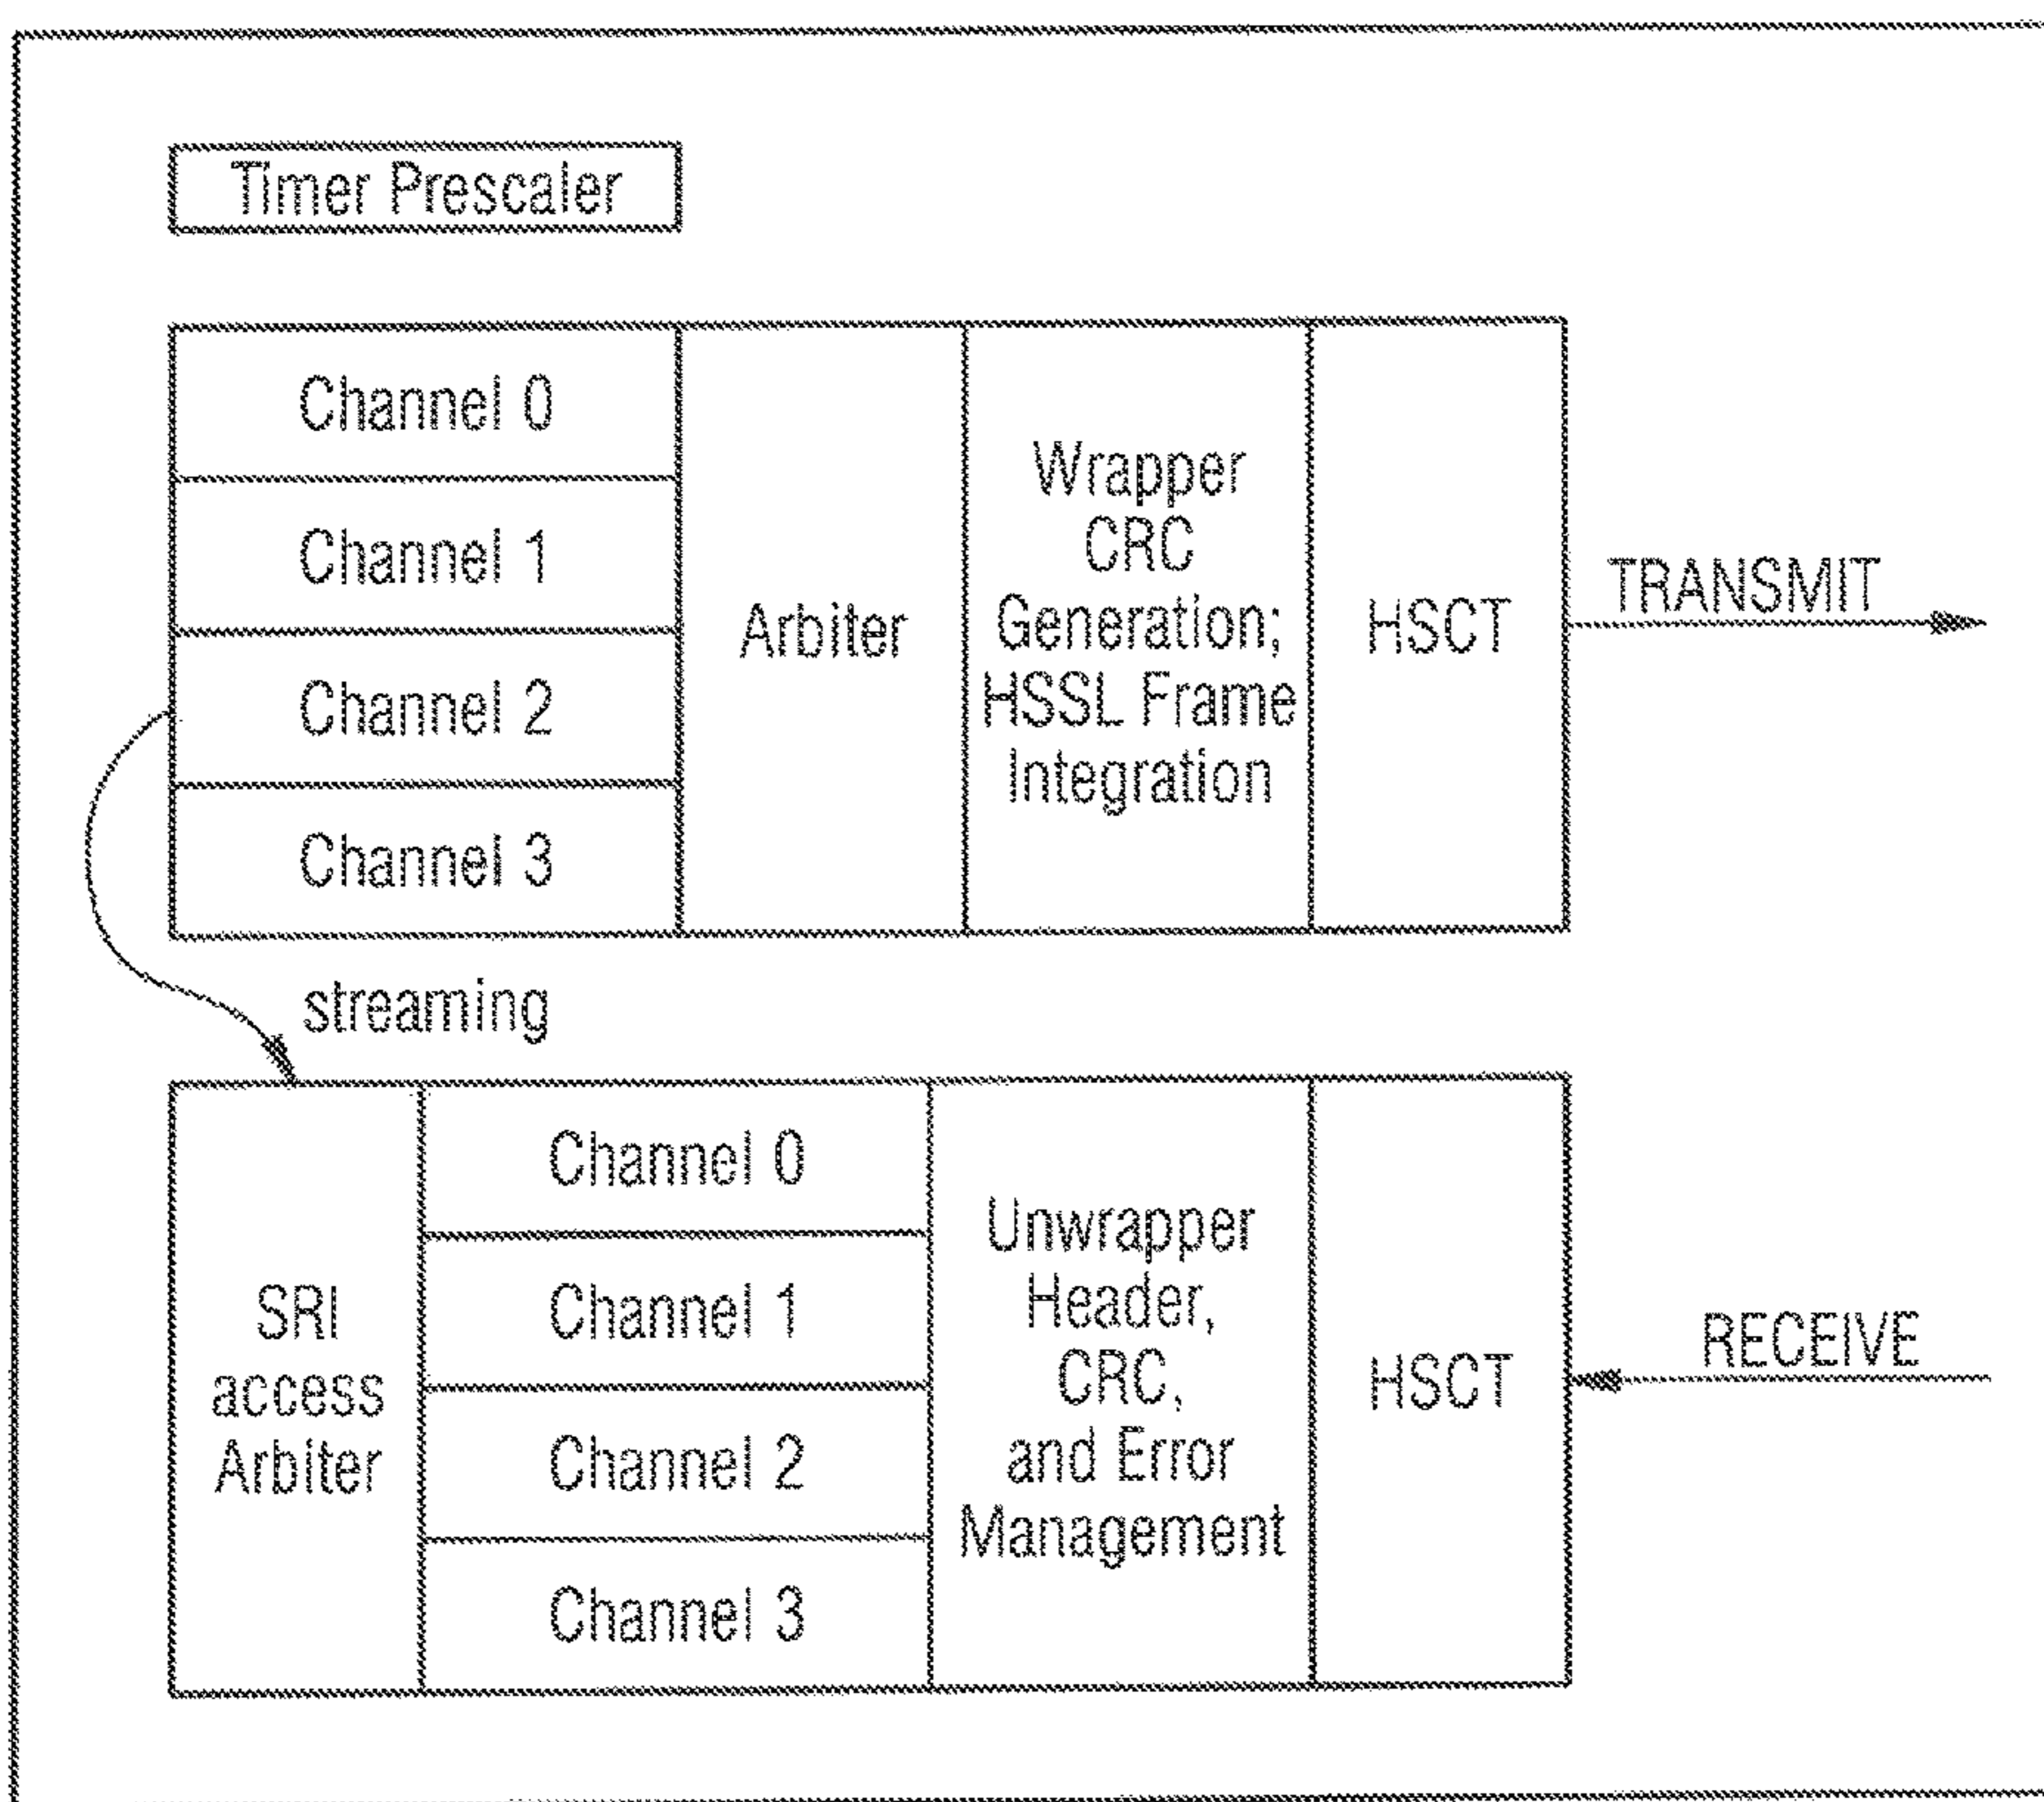 Timer Prescaler
Channel 0
Channel 1
Channel 2
Channel 3
Arbiter
Wrapper
CRC
Generation;
HSSL Frame
Integration
HSCT
TRANSMIT
streaming
SRI
access
Arbiter
Channel 0
Channel 1
Channel 2
Channel 3
Unwrapper
Header,
CRC,
and Error
Management
HSCT
RECEIVE